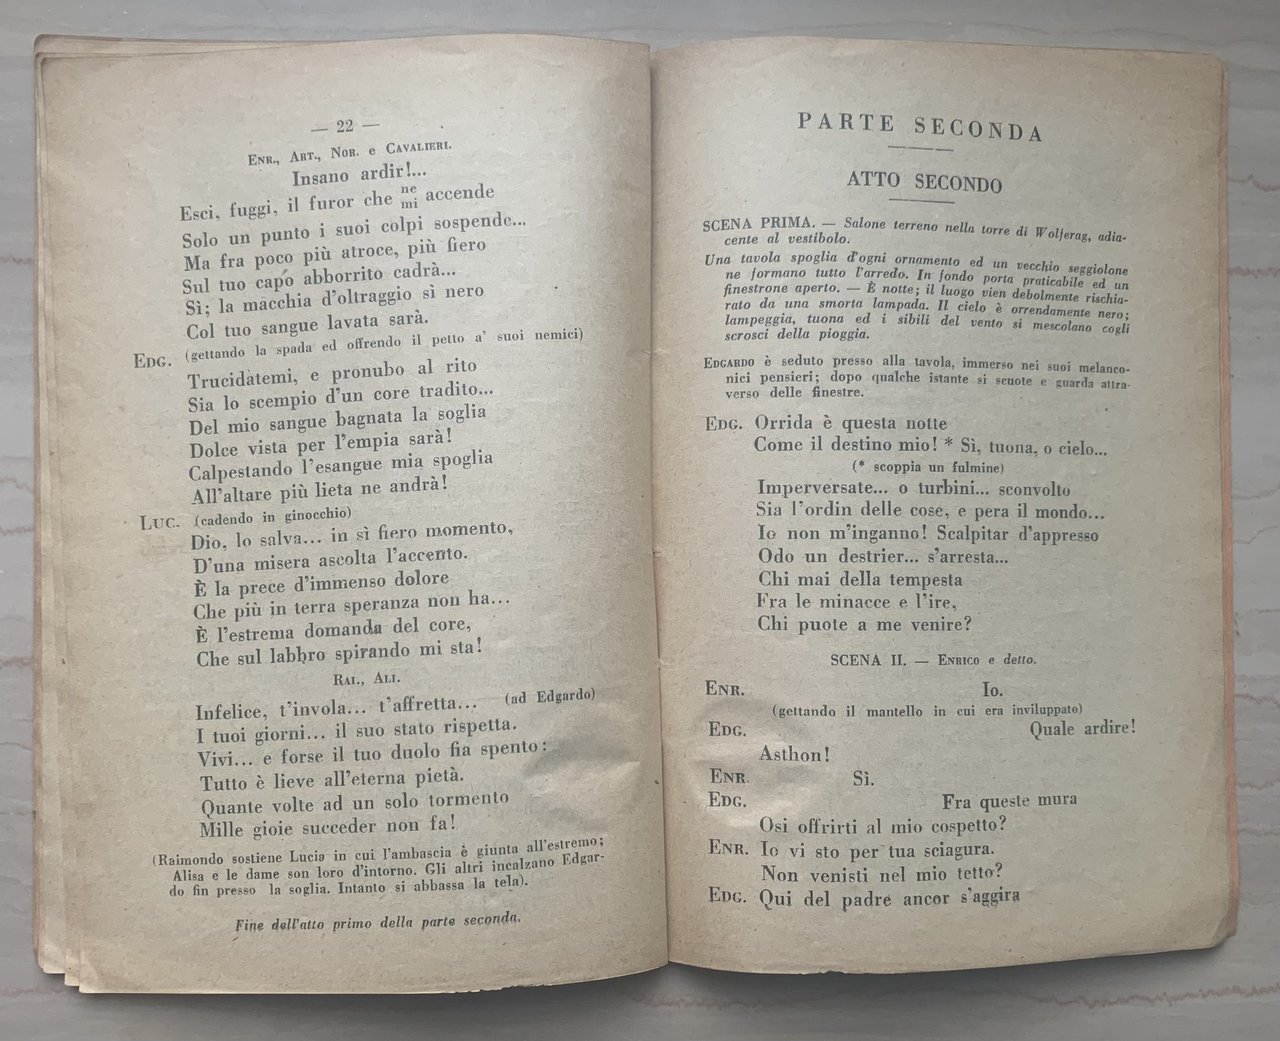 — 22 —
ENR., ART., NOR. e CAVALIERI.
Insano ardir!...
Esci, fuggi, il furor che ne mi accende
Solo un punto i suoi colpi sospende...
Ma fra poco più atroce, più fiero
Sul tuo capo abborrito cadrà...
Sì; la macchia d'oltraggio sì nero
Col tuo sangue lavata sarà.
EDG. (gettando la spada ed offrendo il petto a' suoi nemici)
Trucidatemi, e pronubo al rito
Sia lo scempio d'un core tradito...
Del mio sangue bagnata la soglia
Dolce vista per l'empia sarà!
Calpestando l'esangue mia spoglia
All'altare più lieta ne andrà!
LUC. (cadendo in ginocchio)
Dio, lo salva... in sì fiero momento,
D'una misera ascolta l'accento.
È la prece d'immenso dolore
Che più in terra speranza non ha...
È l'estrema domanda del core,
Che sul labbro spirando mi sta!
RAI., ALI.
Infelice, t'invola... t'affretta... (ad Edgardo)
I tuoi giorni... il suo stato rispetta.
Vivi... e forse il tuo duolo fia spento:
Tutto è lieve all'eterna pietà.
Quante volte ad un solo tormento
Mille gioie succeder non fa!
(Raimondo sostiene Lucia in cui l'ambascia è giunta all'estremo;
Alisa e le dame son loro d'intorno. Gli altri incalzano Edgar-
do fin presso la soglia. Intanto si abbassa la tela).
Fine dell'atto primo della parte seconda.
PARTE SECONDA
ATTO SECONDO
SCENA PRIMA. — Salone terreno nella torre di Wolferag, adia-
cente al vestibolo.
Una tavola spoglia d'ogni ornamento ed un vecchio seggiolone
ne formano tutto l'arredo. In fondo porta praticabile ed un
finestrone aperto. — È notte; il luogo vien debolmente rischia-
rato da una smorta lampada. Il cielo è orrendamente nero;
lampeggia, tuona ed i sibili del vento si mescolano cogli
scrosci della pioggia.
EDGARDO è seduto presso alla tavola, immerso nei suoi melanco-
nici pensieri; dopo qualche istante si scuote e guarda attra-
verso delle finestre.
EDG. Orrida è questa notte
Come il destino mio! * Sì, tuona, o cielo...
(* scoppia un fulmine)
Imperversate... o turbini... sconvolto
Sia l'ordin delle cose, e pera il mondo...
Io non m'inganno! Scalpitar d'appresso
Odo un destrier... s'arresta...
Chi mai della tempesta
Fra le minacce e l'ire,
Chi puote a me venire?
SCENA II. — ENRICO e detto.
ENR. Io.
(gettando il mantello in cui era inviluppato)
EDG. Quale ardire!
Asthon!
ENR. Sì.
EDG. Fra queste mura
Osi offrirti al mio cospetto?
ENR. Io vi sto per tua sciagura.
Non venisti nel mio tetto?
EDG. Qui del padre ancor s'aggira